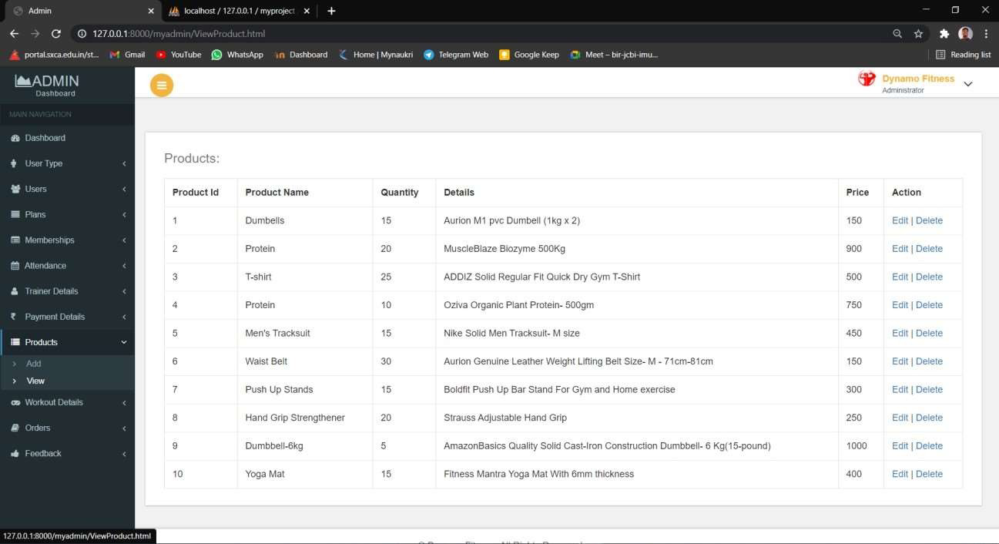 Admin
localhost / 127.0.0.1 / myproject
127.0.0.1:8000/myadmin/ViewProduct.html
portal.sxca.edu.in/st... Gmail YouTube WhatsApp in Dashboard Home | Mynaukri Telegram Web Google Keep Meet – bir-jcbi-imu... Reading list
ADMIN
Dashboard
Dynamo Fitness
Administrator
MAIN NAVIGATION
Dashboard
User Type
Users
Plans
Memberships
Attendance
Trainer Details
Payment Details
Products
Add
View
Workout Details
Orders
Feedback
Products:
Product Id Product Name Quantity Details Price Action
1 Dumbells 15 Aurion M1 pvc Dumbell (1kg x 2) 150 Edit | Delete
2 Protein 20 MuscleBlaze Biozyme 500Kg 900 Edit | Delete
3 T-shirt 25 ADDIZ Solid Regular Fit Quick Dry Gym T-Shirt 500 Edit | Delete
4 Protein 10 Oziva Organic Plant Protein- 500gm 750 Edit | Delete
5 Men's Tracksuit 15 Nike Solid Men Tracksuit- M size 450 Edit | Delete
6 Waist Belt 30 Aurion Genuine Leather Weight Lifting Belt Size- M - 71cm-81cm 150 Edit | Delete
7 Push Up Stands 15 Boldfit Push Up Bar Stand For Gym and Home exercise 300 Edit | Delete
8 Hand Grip Strengthener 20 Strauss Adjustable Hand Grip 250 Edit | Delete
9 Dumbbell-6kg 5 AmazonBasics Quality Solid Cast-Iron Construction Dumbbell- 6 Kg(15-pound) 1000 Edit | Delete
10 Yoga Mat 15 Fitness Mantra Yoga Mat With 6mm thickness 400 Edit | Delete
127.0.0.1:8000/myadmin/ViewProduct.html